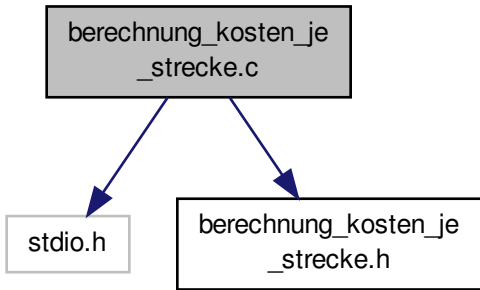 berechnung_kosten_je
_strecke.c
stdio.h
berechnung_kosten_je
_strecke.h